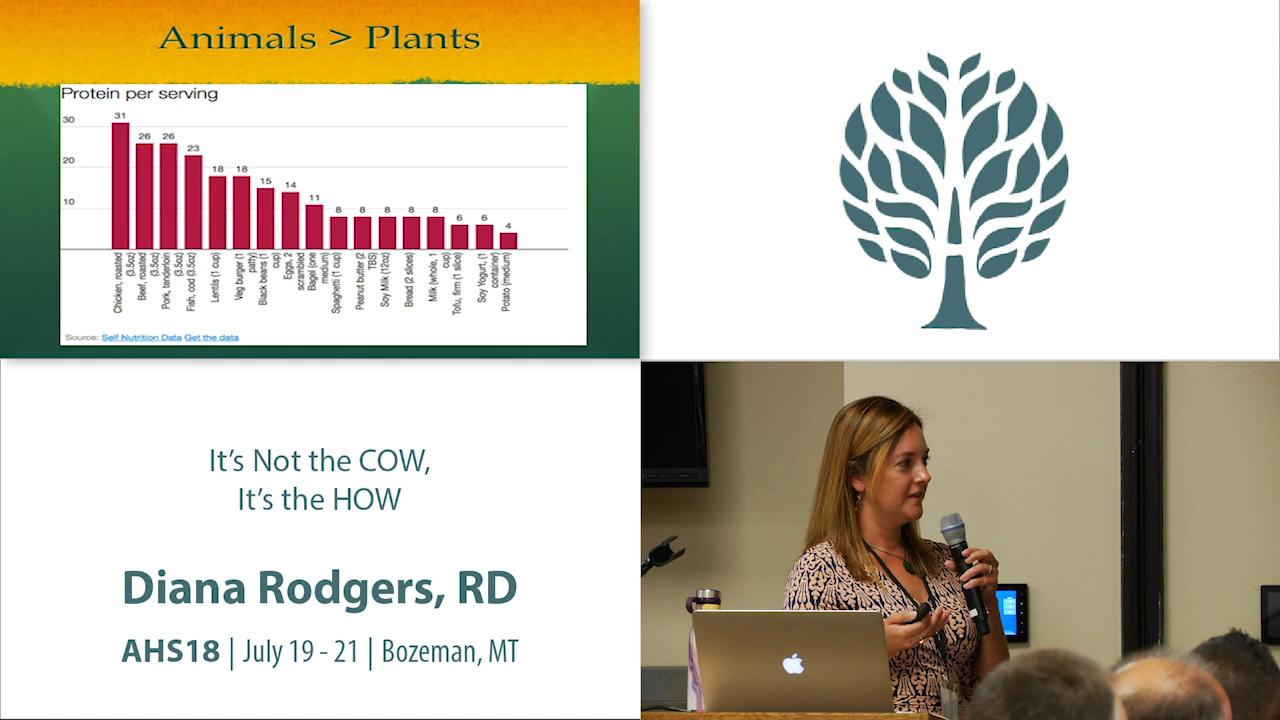 Animals > Plants
Protein per serving
30
20
10
31
26
26
23
18
18
15
14
11
8
8
8
8
8
6
6
4
Chicken, roasted (3.5oz)
Beef, roasted (3.5oz)
Pork, tenderloin (3.5oz)
Fish, cod (3.5oz)
Lentils (1 cup)
Veg burger (1 patty)
Black beans (1 cup)
Eggs, 2 scrambled
Bagel (one medium)
Spaghetti (1 cup)
Peanut butter (2 TBS)
Soy Milk (12oz)
Bread (2 slices)
Milk (whole, 1 cup)
Tofu, firm (1 slice)
Soy Yogurt, (1 container)
Potato (medium)
Source: Self Nutrition Data Get the data
It's Not the COW,
It's the HOW
Diana Rodgers, RD
AHS18 | July 19 - 21 | Bozeman, MT